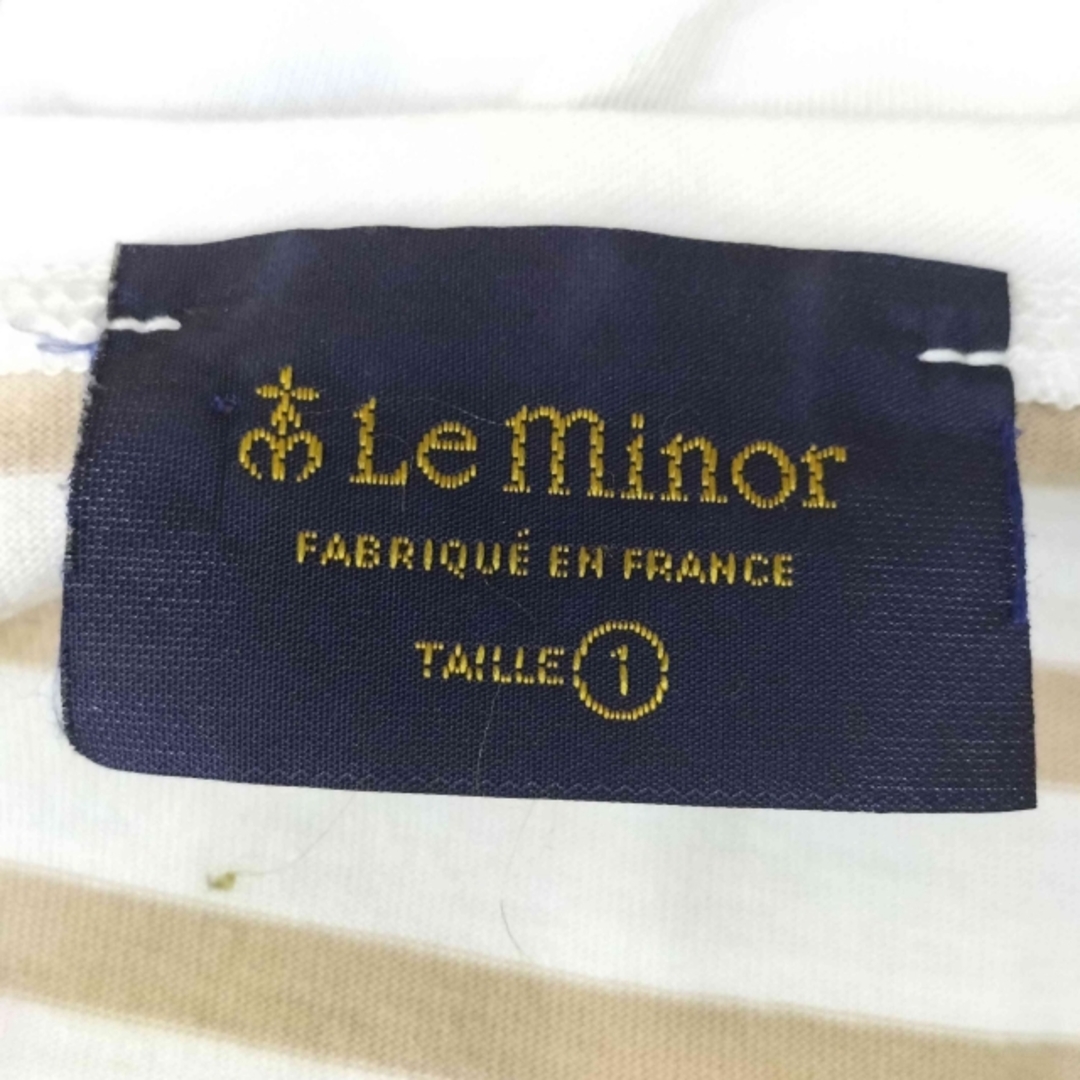 Le Minor
FABRIQUÉ EN FRANCE
TAILLE 1